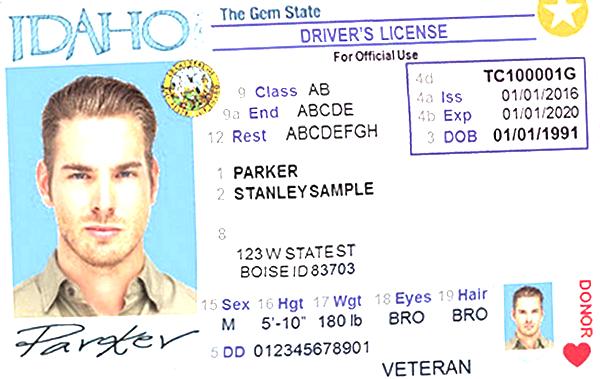 IDAHO
The Gem State
DRIVER'S LICENSE
For Official Use
9 Class AB
9a End ABCDE
12 Rest ABCDEFGH
4d TC100001G
4a Iss 01/01/2016
4b Exp 01/01/2020
3 DOB 01/01/1991
1 PARKER
2 STANLEYSAMPLE
8
123 W STATE ST
BOISE ID 83703
15 Sex 16 Hgt 17 Wgt 18 Eyes 19 Hair
M 5'-10" 180 lb BRO BRO
Parker
5 DD 012345678901
VETERAN
DONOR